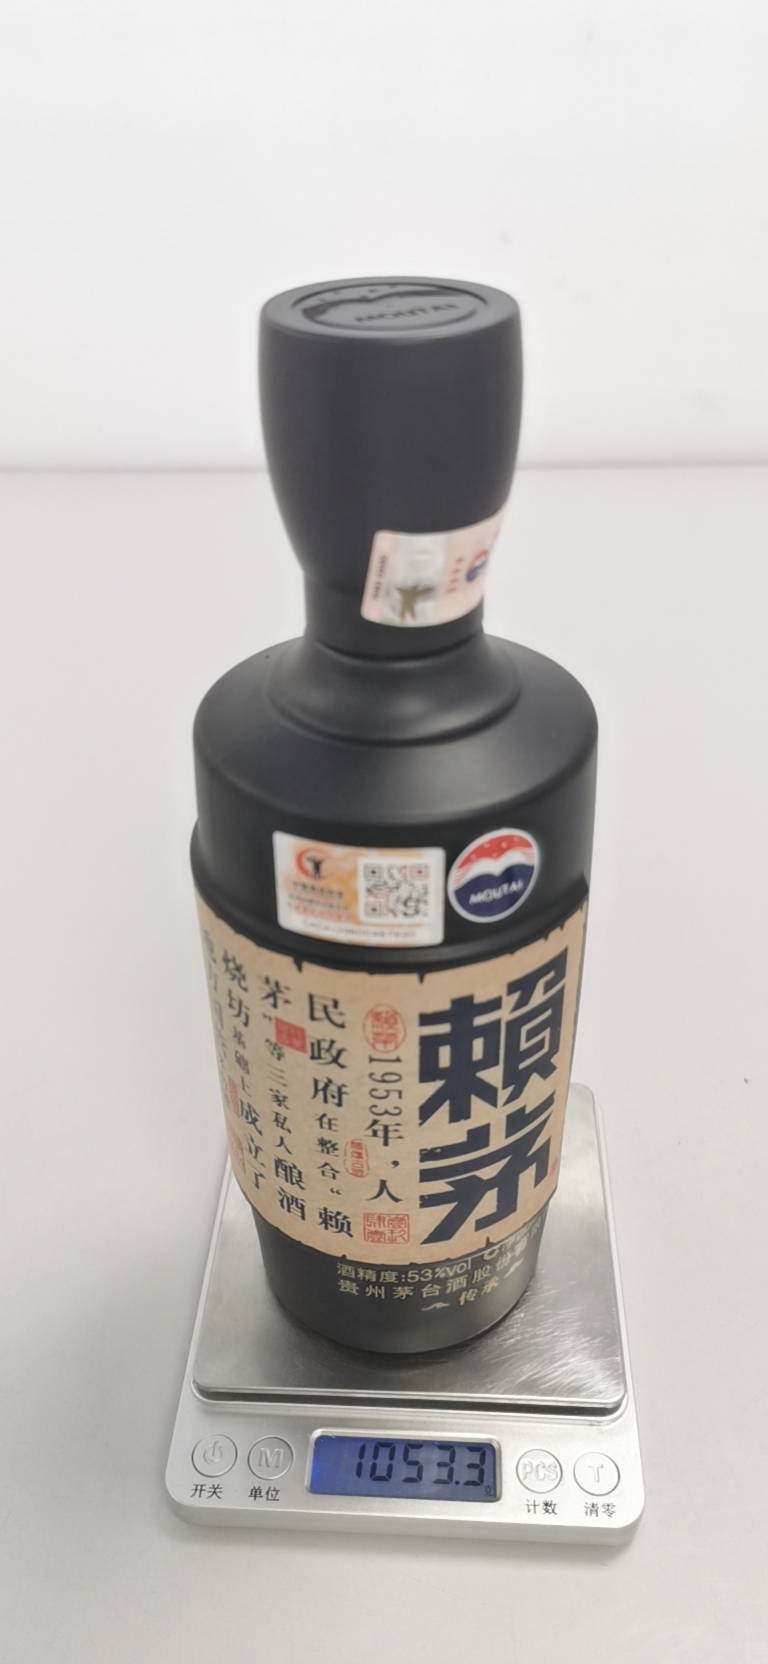 MOUTAI
MOUTAI
賴茅
1953年，人
民政府在整合“赖
茅”等三家私人酿酒
烧坊基础上成立了
酒精度:53%vol
贵州茅台酒股份
传承
1053.3
M
PCS
T
开关
单位
计数
清零